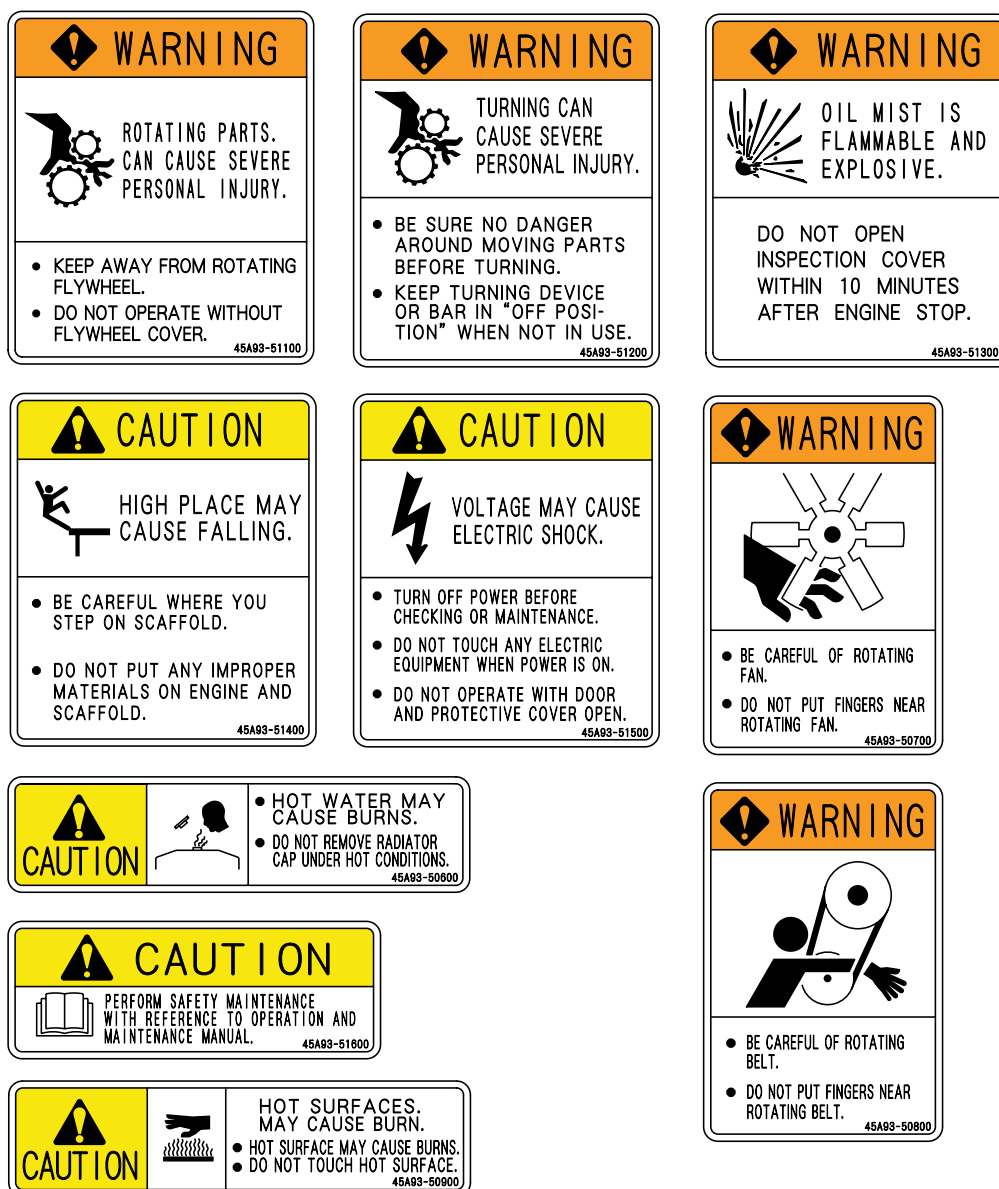 WARNING
ROTATING PARTS.
CAN CAUSE SEVERE
PERSONAL INJURY.
● KEEP AWAY FROM ROTATING
FLYWHEEL.
● DO NOT OPERATE WITHOUT
FLYWHEEL COVER.
45A93-51100
WARNING
TURNING CAN
CAUSE SEVERE
PERSONAL INJURY.
● BE SURE NO DANGER
AROUND MOVING PARTS
BEFORE TURNING.
● KEEP TURNING DEVICE
OR BAR IN “OFF POSI-
TION” WHEN NOT IN USE.
45A93-51200
WARNING
OIL MIST IS
FLAMMABLE AND
EXPLOSIVE.
DO NOT OPEN
INSPECTION COVER
WITHIN 10 MINUTES
AFTER ENGINE STOP.
45A93-51300
CAUTION
HIGH PLACE MAY
CAUSE FALLING.
● BE CAREFUL WHERE YOU
STEP ON SCAFFOLD.
● DO NOT PUT ANY IMPROPER
MATERIALS ON ENGINE AND
SCAFFOLD.
45A93-51400
CAUTION
VOLTAGE MAY CAUSE
ELECTRIC SHOCK.
● TURN OFF POWER BEFORE
CHECKING OR MAINTENANCE.
● DO NOT TOUCH ANY ELECTRIC
EQUIPMENT WHEN POWER IS ON.
● DO NOT OPERATE WITH DOOR
AND PROTECTIVE COVER OPEN.
45A93-51500
WARNING
● BE CAREFUL OF ROTATING
FAN.
● DO NOT PUT FINGERS NEAR
ROTATING FAN.
45A93-50700
CAUTION
● HOT WATER MAY
CAUSE BURNS.
● DO NOT REMOVE RADIATOR
CAP UNDER HOT CONDITIONS.
45A93-50600
WARNING
● BE CAREFUL OF ROTATING
BELT.
● DO NOT PUT FINGERS NEAR
ROTATING BELT.
45A93-50800
CAUTION
PERFORM SAFETY MAINTENANCE
WITH REFERENCE TO OPERATION AND
MAINTENANCE MANUAL.
45A93-51600
CAUTION
HOT SURFACES.
MAY CAUSE BURN.
● HOT SURFACE MAY CAUSE BURNS.
● DO NOT TOUCH HOT SURFACE.
45A93-50900